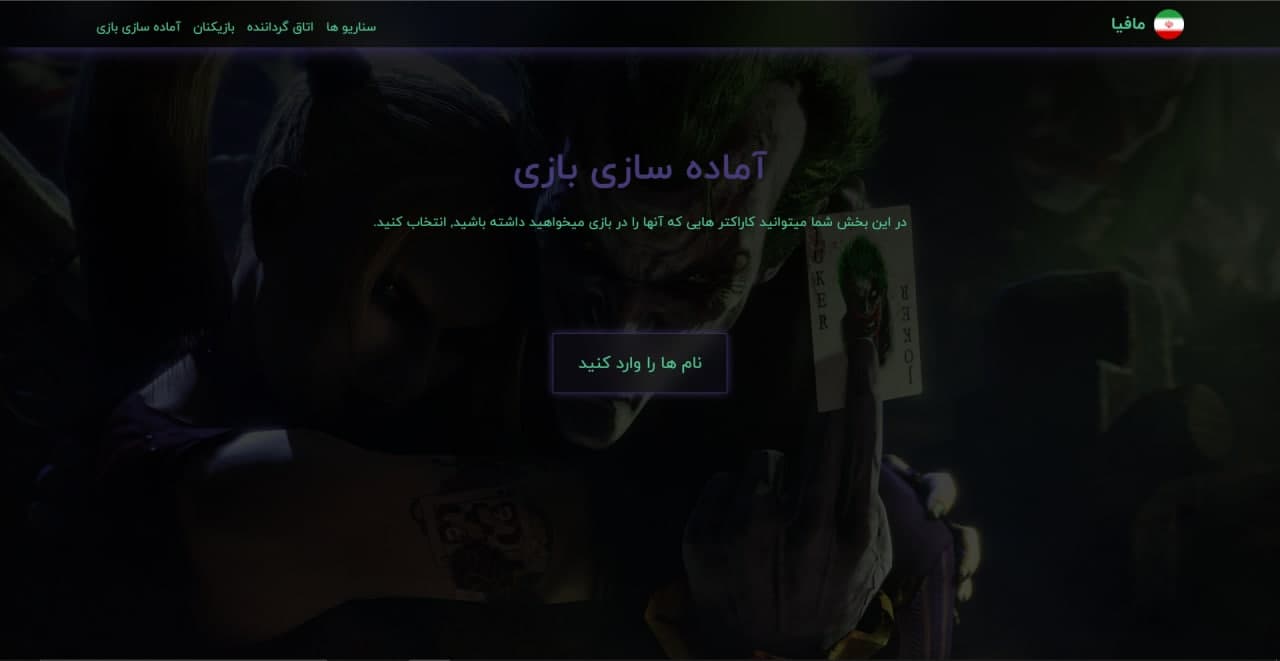 مافیا
سناریو ها اتاق گرداننده بازیکنان آماده سازی بازی
آماده سازی بازی
در این بخش شما میتوانید کاراکتر هایی که آنها را در بازی میخواهید داشته باشید, انتخاب کنید.
JOKER
JOKER
نام ها را وارد کنید